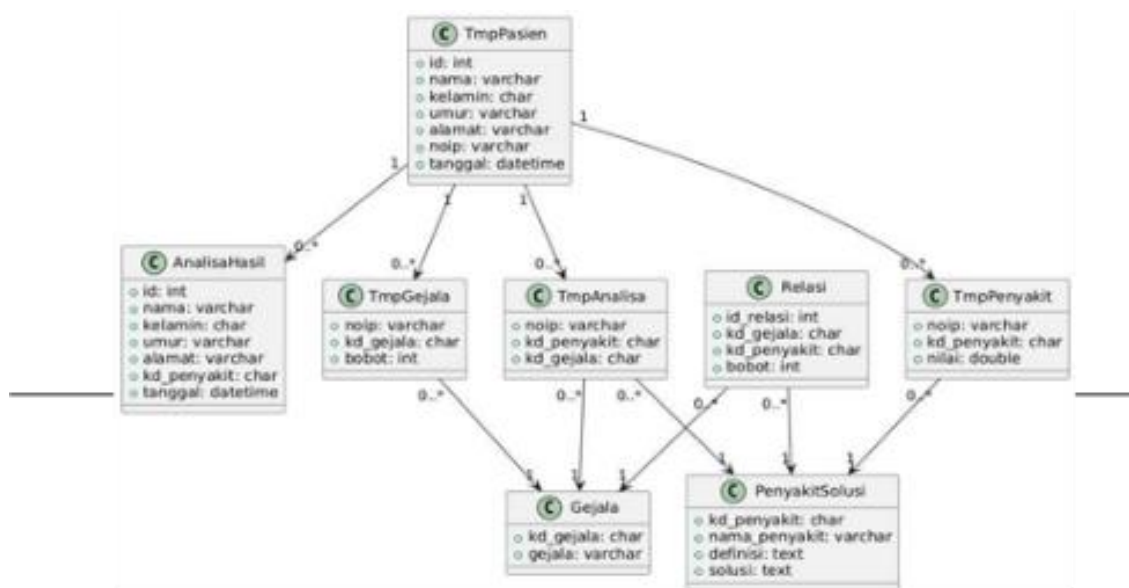 C TmpPasien
id: int
nama: varchar
kelamin: char
umur: varchar
alamat: varchar
noip: varchar
tanggal: datetime
1
1
1
1
0..*
0..*
0..*
0..*
C AnalisaHasil
id: int
nama: varchar
kelamin: char
umur: varchar
alamat: varchar
kd_penyakit: char
tanggal: datetime
C TmpGejala
noip: varchar
kd_gejala: char
bobot: int
C TmpAnalisa
noip: varchar
kd_penyakit: char
kd_gejala: char
C Relasi
id_relasi: int
kd_gejala: char
kd_penyakit: char
bobot: int
C TmpPenyakit
noip: varchar
kd_penyakit: char
nilai: double
0..*
0..*
0..*
0..*
0..*
0..*
1
1
1
1
1
1
C Gejala
kd_gejala: char
gejala: varchar
C PenyakitSolusi
kd_penyakit: char
nama_penyakit: varchar
definisi: text
solusi: text